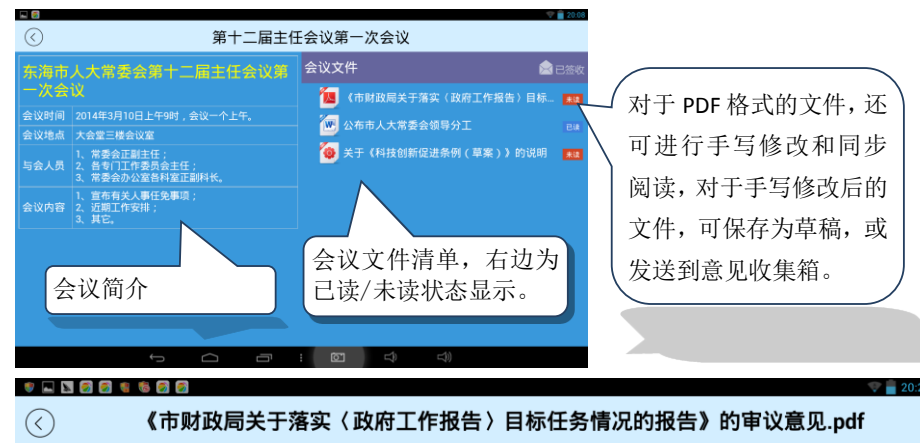 20:08
第十二届主任会议第一次会议
东海市人大常委会第十二届主任会议第
一次会议
会议时间 2014年3月10日上午9时，会议一个上午。
会议地点 大会堂三楼会议室
与会人员 1、常委会正副主任；
2、各专门工作委员会主任；
3、常委会办公室各科室正副科长。
会议内容 1、宣布有关人事任免事项；
2、近期工作安排；
3、其它。
会议简介
会议文件 已签收
《市财政局关于落实（政府工作报告）目标... 未读
公布市人大常委会领导分工 已读
关于《科技创新促进条例（草案）》的说明 未读
会议文件清单，右边为
已读/未读状态显示。
对于 PDF 格式的文件，还
可进行手写修改和同步
阅读，对于手写修改后的
文件，可保存为草稿，或
发送到意见收集箱。
《市财政局关于落实〈政府工作报告〉目标任务情况的报告》的审议意见.pdf